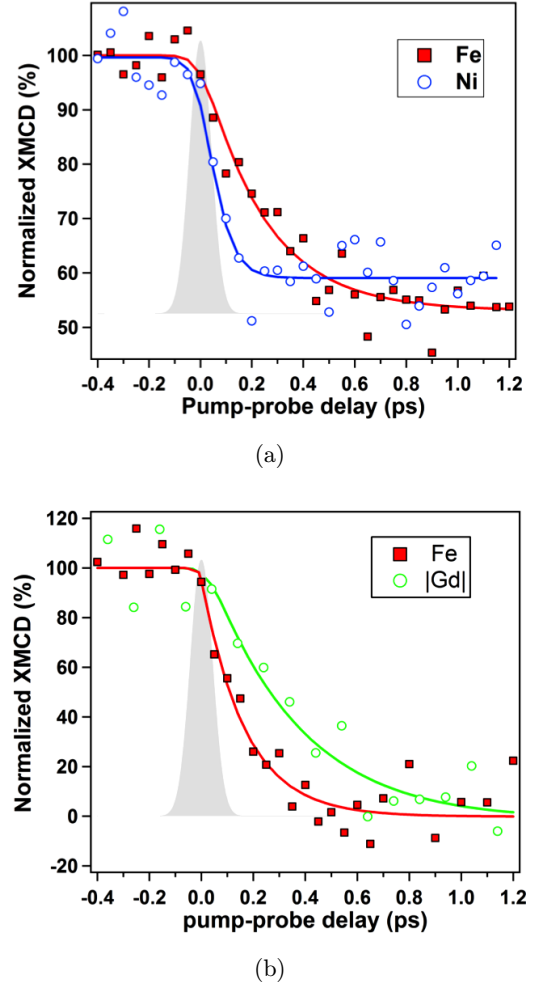 Normalized XMCD (%)
100
90
80
70
60
50
Fe
Ni
-0.4 -0.2 0.0 0.2 0.4 0.6 0.8 1.0 1.2
Pump-probe delay (ps)
(a)
Normalized XMCD (%)
120
100
80
60
40
20
0
-20
Fe
|Gd|
-0.4 -0.2 0.0 0.2 0.4 0.6 0.8 1.0 1.2
pump-probe delay (ps)
(b)